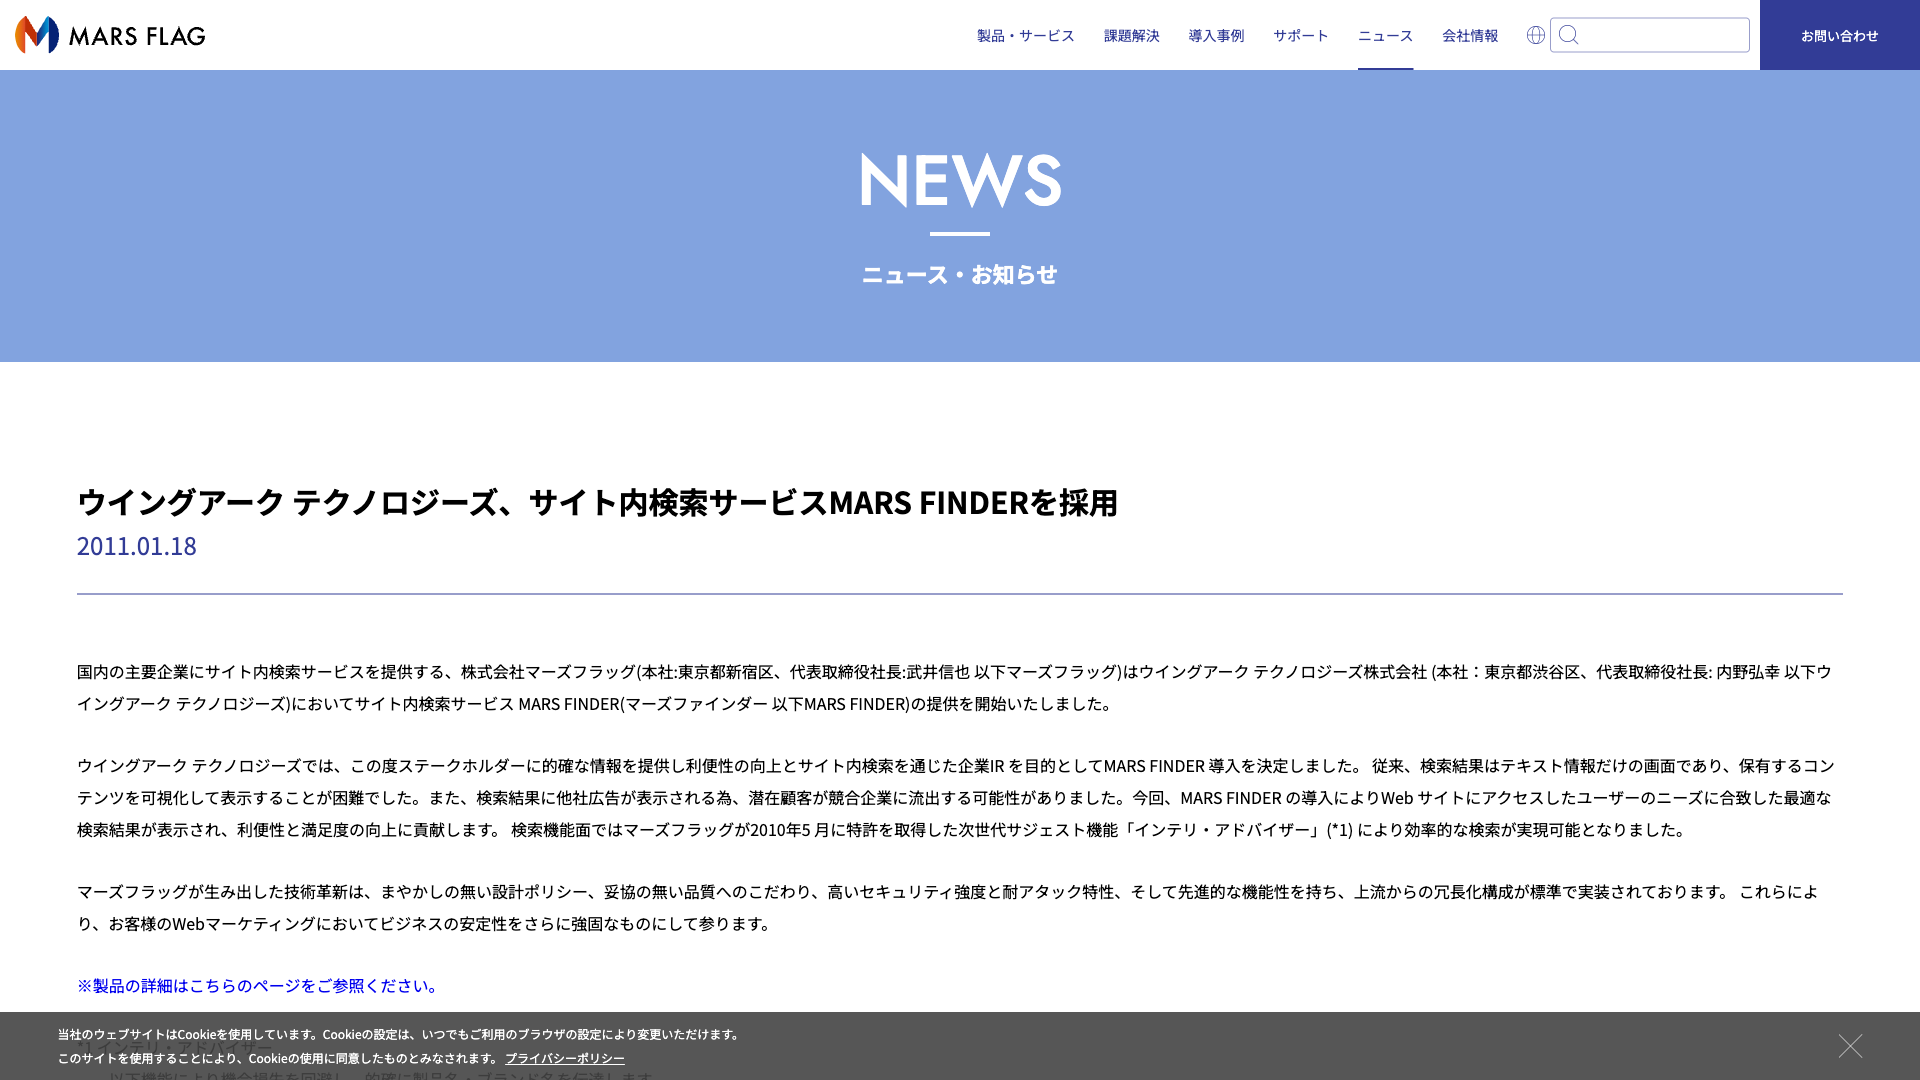 MARS FLAG
製品・サービス 課題解決 導入事例 サポート ニュース 会社情報 お問い合わせ
NEWS
ニュース・お知らせ
ウイングアーク テクノロジーズ、サイト内検索サービスMARS FINDERを採用
2011.01.18
国内の主要企業にサイト内検索サービスを提供する、株式会社マーズフラッグ(本社:東京都新宿区、代表取締役社長:武井信也 以下マーズフラッグ)はウイングアーク テクノロジーズ株式会社 (本社：東京都渋谷区、代表取締役社長: 内野弘幸 以下ウ
イングアーク テクノロジーズ)においてサイト内検索サービス MARS FINDER(マーズファインダー 以下MARS FINDER)の提供を開始いたしました。
ウイングアーク テクノロジーズでは、この度ステークホルダーに的確な情報を提供し利便性の向上とサイト内検索を通じた企業IR を目的としてMARS FINDER 導入を決定しました。 従来、検索結果はテキスト情報だけの画面であり、保有するコン
テンツを可視化して表示することが困難でした。また、検索結果に他社広告が表示される為、潜在顧客が競合企業に流出する可能性がありました。今回、MARS FINDER の導入によりWeb サイトにアクセスしたユーザーのニーズに合致した最適な
検索結果が表示され、利便性と満足度の向上に貢献します。 検索機能面ではマーズフラッグが2010年5 月に特許を取得した次世代サジェスト機能「インテリ・アドバイザー」(*1) により効率的な検索が実現可能となりました。
マーズフラッグが生み出した技術革新は、まやかしの無い設計ポリシー、妥協の無い品質へのこだわり、高いセキュリティ強度と耐アタック特性、そして先進的な機能性を持ち、上流からの冗長化構成が標準で実装されております。 これらによ
り、お客様のWebマーケティングにおいてビジネスの安定性をさらに強固なものにして参ります。
※製品の詳細はこちらのページをご参照ください。
当社のウェブサイトはCookieを使用しています。Cookieの設定は、いつでもご利用のブラウザの設定により変更いただけます。
*1 インテリ・アドバイザー
このサイトを使用することにより、Cookieの使用に同意したものとみなされます。 プライバシーポリシー
以下機能により機会損失を回避し、的確に製品名・ブランド名を伝達します。